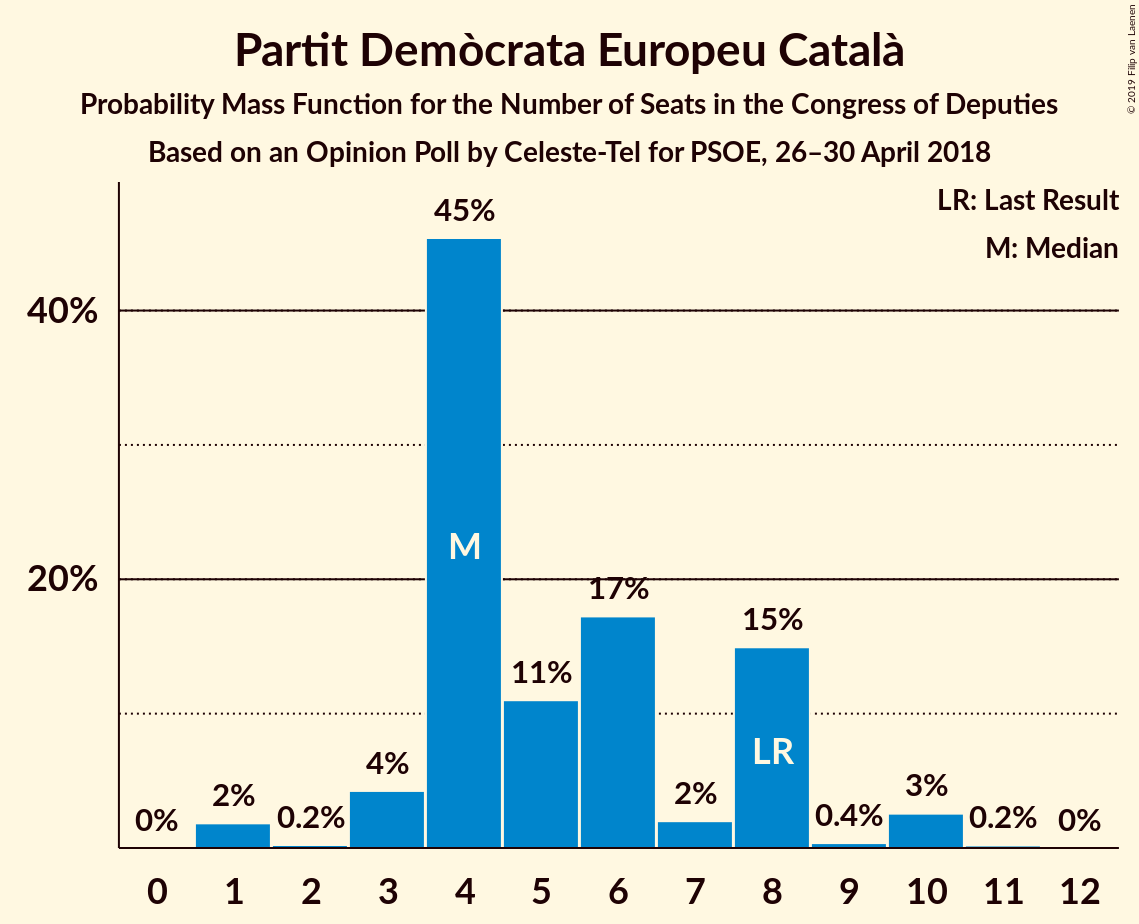 Partit Demòcrata Europeu Català
Probability Mass Function for the Number of Seats in the Congress of Deputies
Based on an Opinion Poll by Celeste-Tel for PSOE, 26–30 April 2018
© 2019 Filip van Laenen
LR: Last Result
M: Median
45%
40%
M
20%
17%
15%
11%
LR
4%
2%
0%
0.2%
2%
0.4%
3%
0.2%
0%
0 1 2 3 4 5 6 7 8 9 10 11 12